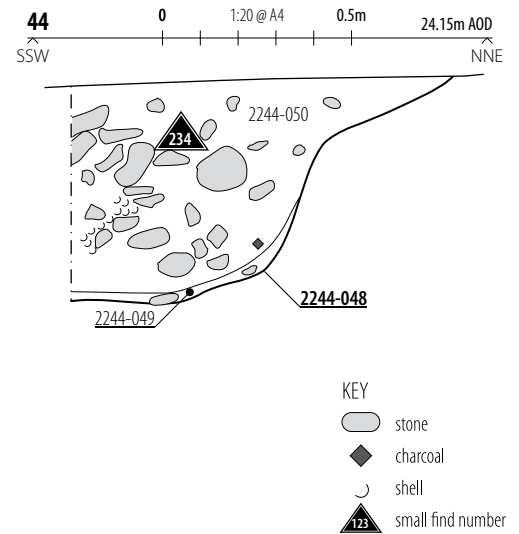 44 0 1:20 @ A4 0.5m 24.15m AOD
SSW NNE
2244-050
234
2244-048
2244-049
KEY
stone
charcoal
shell
123 small find number